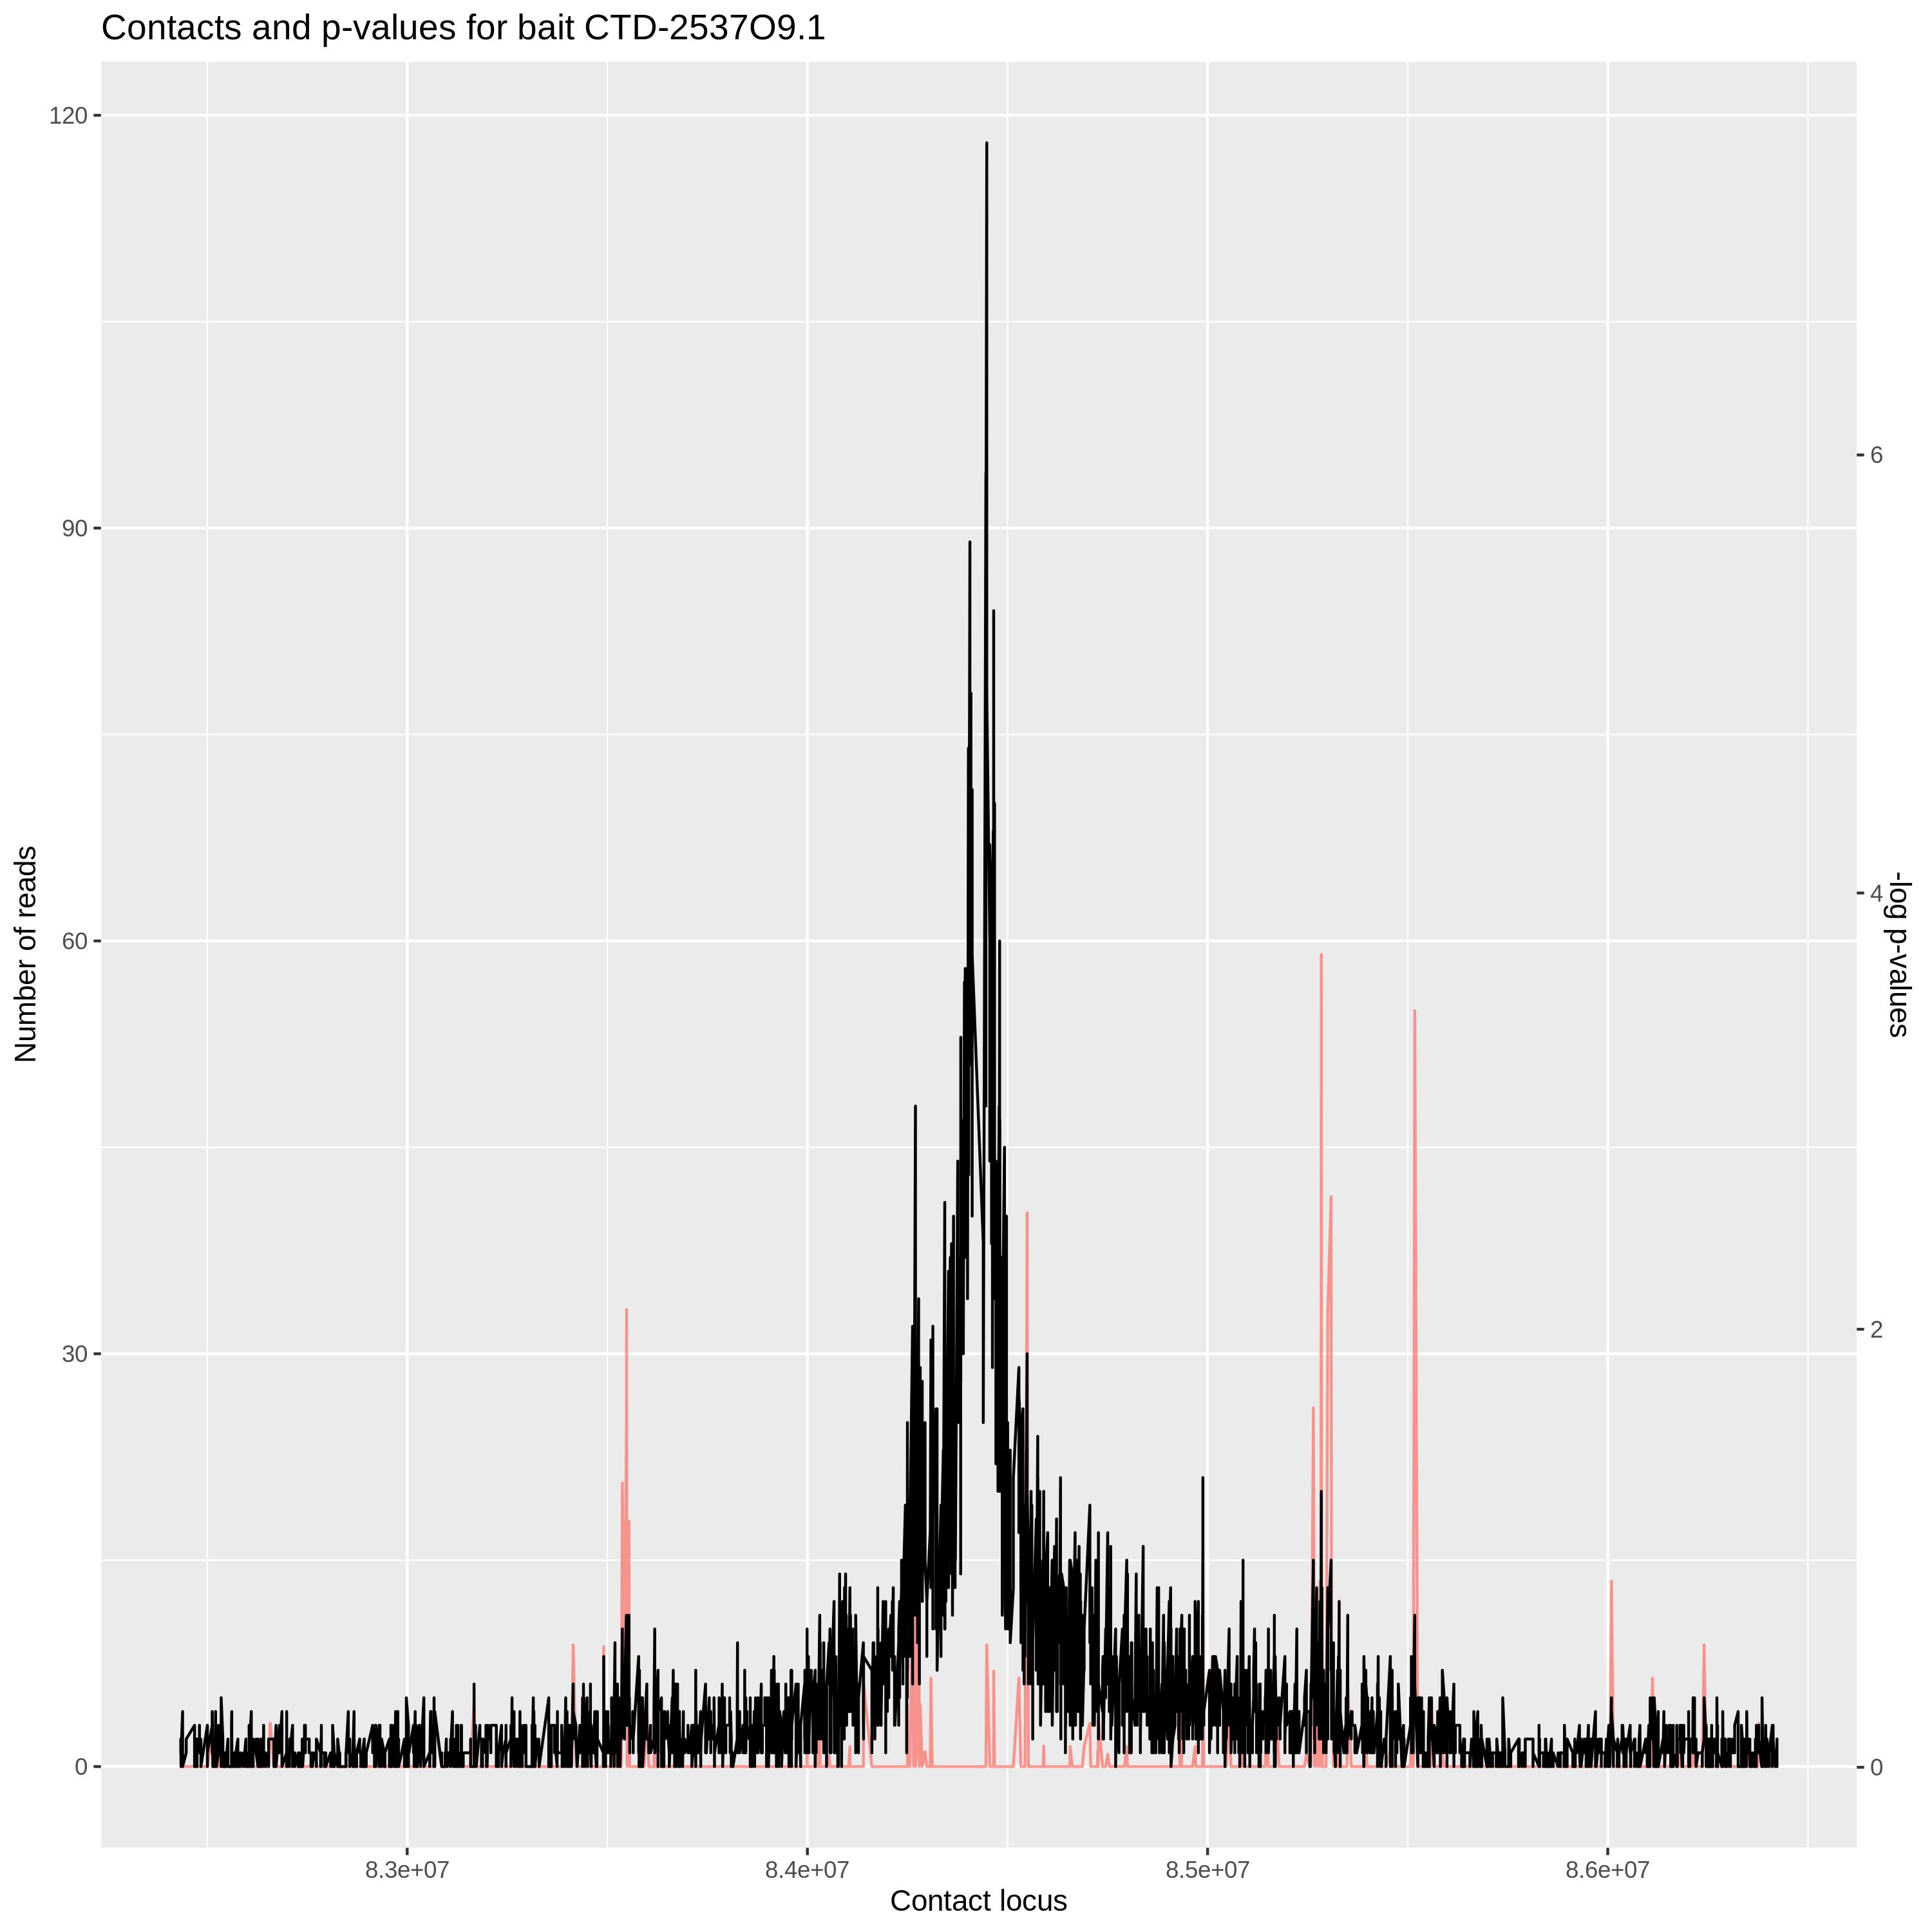 Contacts and p-values for bait CTD-2537O9.1
120
90
60
30
0
Number of reads
6
4
2
0
-log p-values
8.3e+07
8.4e+07
8.5e+07
8.6e+07
Contact locus